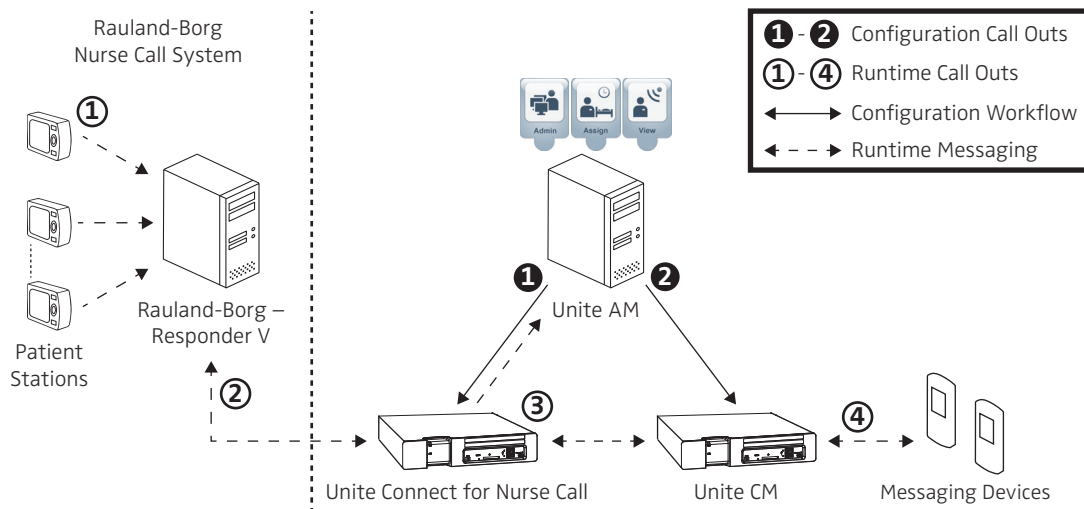 Rauland-Borg
Nurse Call System
1
Patient
Stations
Rauland-Borg –
Responder V
2
Admin
Assign
View
1
2
Unite AM
3
4
Unite Connect for Nurse Call
Unite CM
Messaging Devices
1 - 2 Configuration Call Outs
1 - 4 Runtime Call Outs
Configuration Workflow
Runtime Messaging